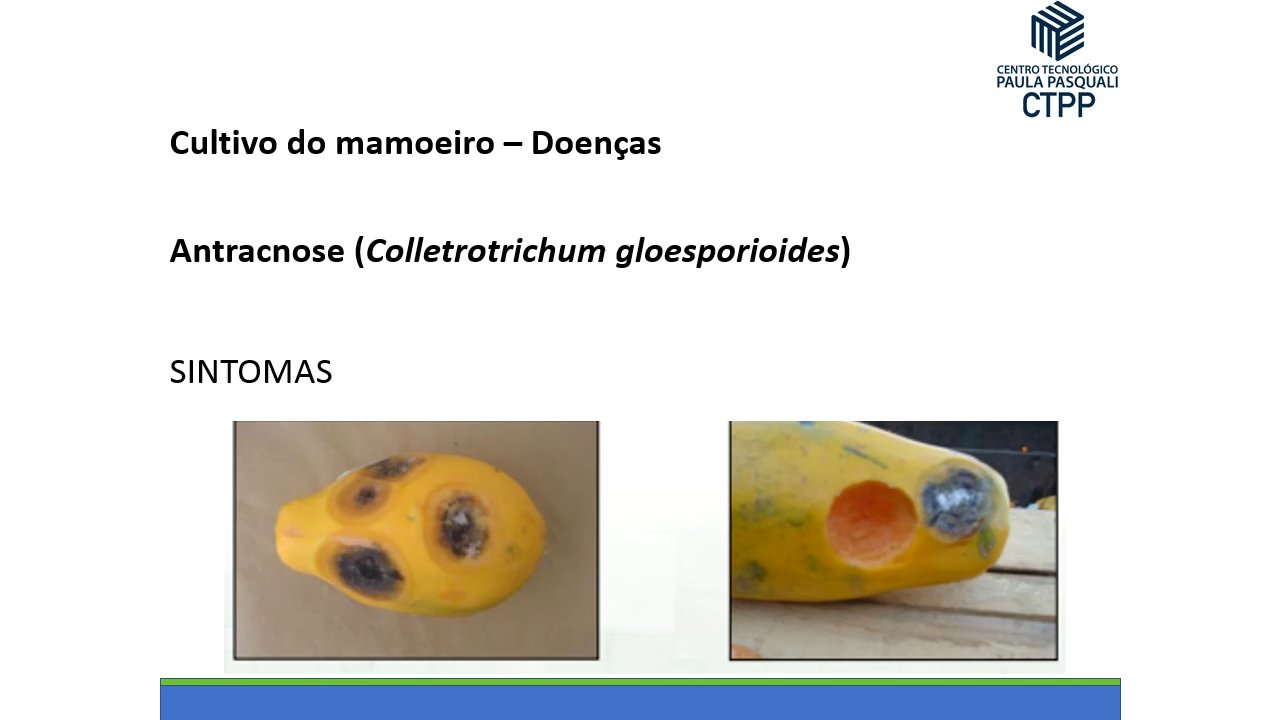 CENTRO TECNOLÓGICO
PAULA PASQUALI
CTPP
Cultivo do mamoeiro – Doenças
Antracnose (Colletrotrichum gloesporioides)
SINTOMAS